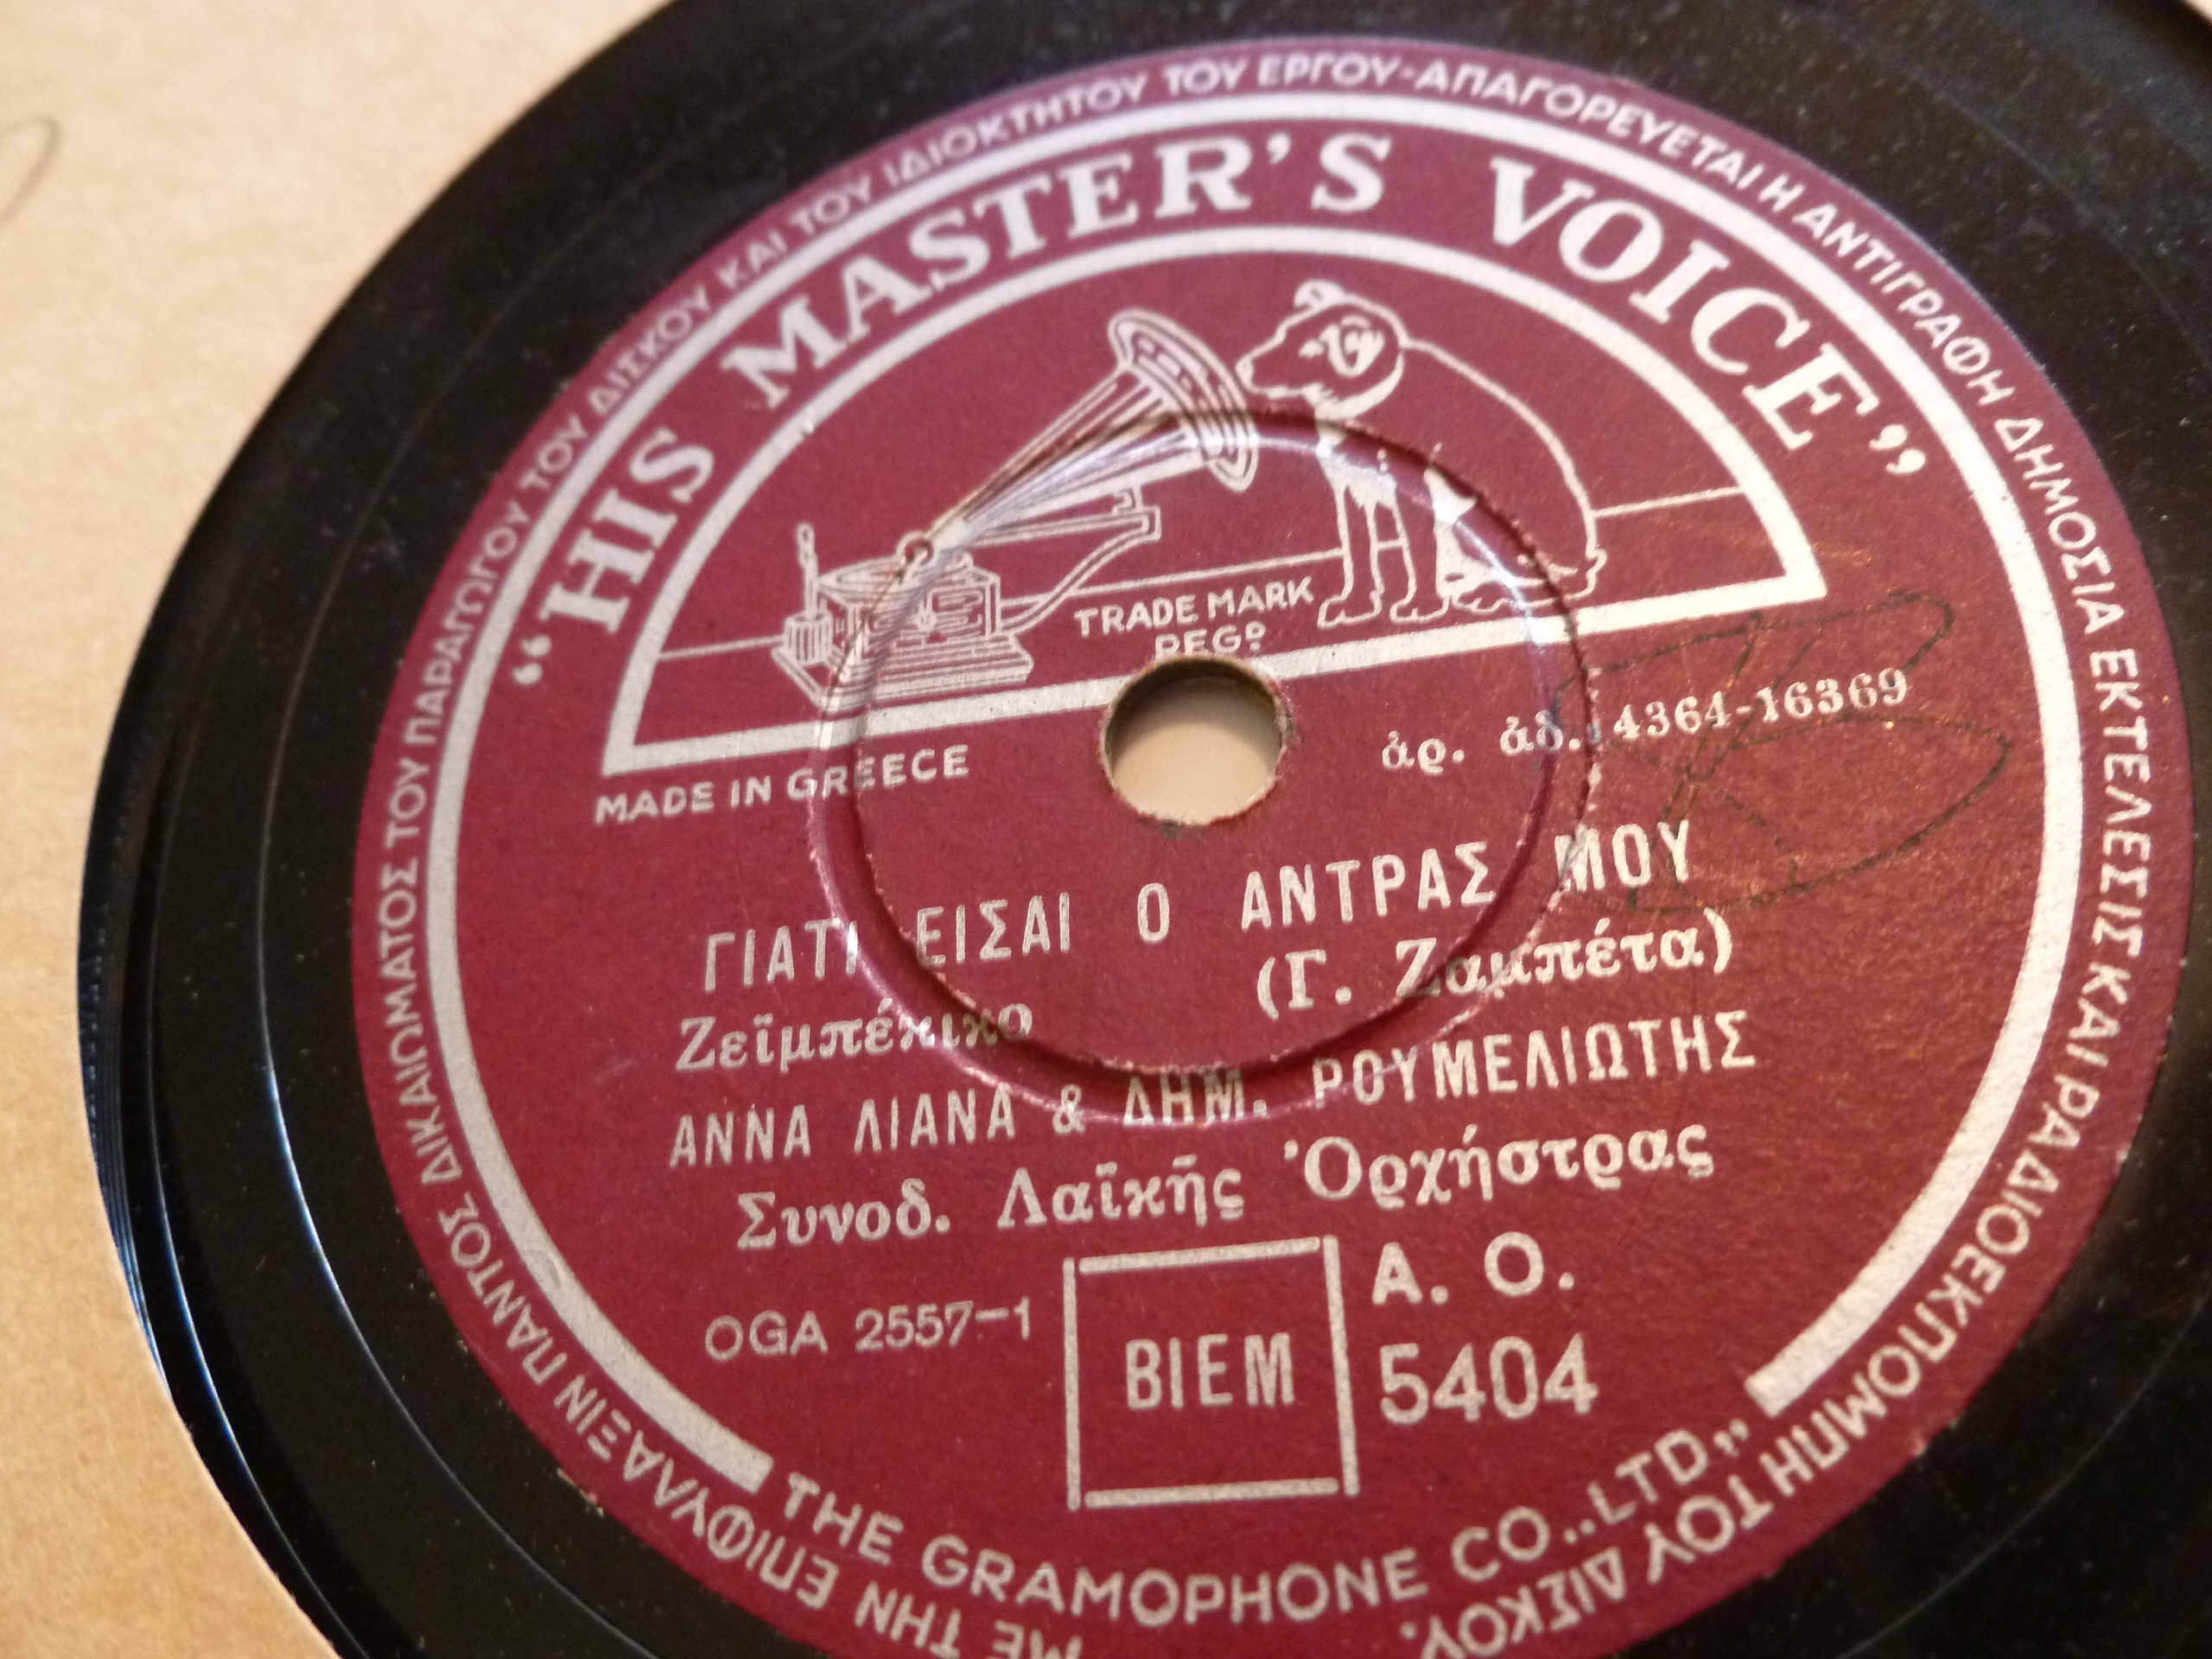 ΜΕ ΤΗΝ ΕΠΙΦΥΛΑΞΙΝ ΠΑΝΤΟΣ ΔΙΚΑΙΩΜΑΤΟΣ ΤΟΥ ΠΑΡΑΓΩΓΟΥ ΤΟΥ ΔΙΣΚΟΥ ΚΑΙ ΤΟΥ ΙΔΙΟΚΤΗΤΟΥ ΤΟΥ ΕΡΓΟΥ-ΑΠΑΓΟΡΕΥΕΤΑΙ Η ΑΝΤΙΓΡΑΦΗ ΔΗΜΟΣΙΑ ΕΚΤΕΛΕΣΙΣ ΚΑΙ ΡΑΔΙΟΕΚΠΟΜΠΗ ΤΟΥ ΔΙΣΚΟΥ.
“HIS MASTER'S VOICE”
TRADE MARK
REGD
MADE IN GREECE
ἀρ. ἀδ. 4364-16369
ΓΙΑΤΙ ΕΙΣΑΙ Ο ΑΝΤΡΑΣ ΜΟΥ
Ζεϊμπέκικο (Γ. Ζαμπέτα)
ΑΝΝΑ ΛΙΑΝΑ & ΔΗΜ. ΡΟΥΜΕΛΙΩΤΗΣ
Συνοδ. Λαϊκῆς Ὀρχήστρας
OGA 2557-1
BIEM
A. O.
5404
THE GRAMOPHONE CO., LTD,,